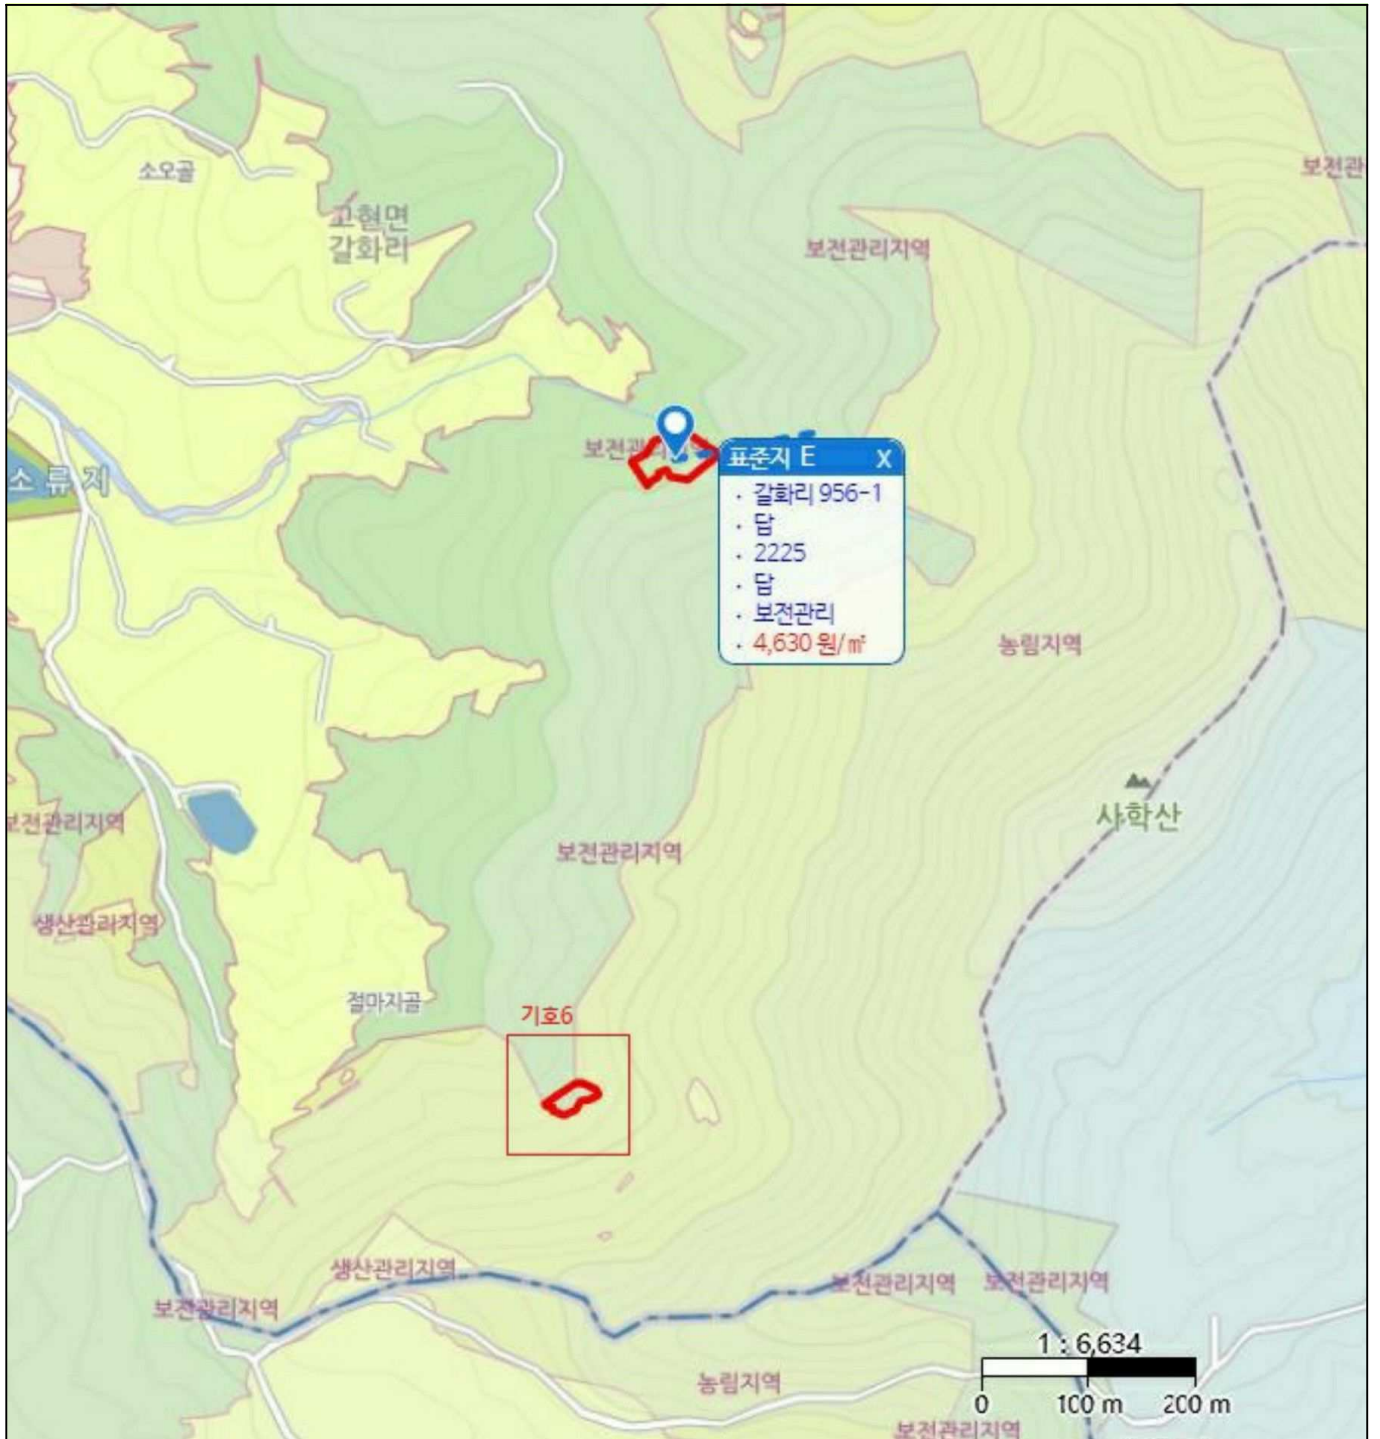 소오골
보전관
고현면
갈화리
보전관리지역
보전관
표준지 E X
· 갈화리 956-1
· 답
· 2225
· 답
· 보전관리
· 4,630 원/㎡
소 류 지
농림지역
사학산
보전관리지역
보전관리지역
생산관리지역
절마지골
기호6
생산관리지역
보전관리지역
보전관리지역
보전관리지역
1 : 6,634
농림지역
0 100 m 200 m
보전관리지역